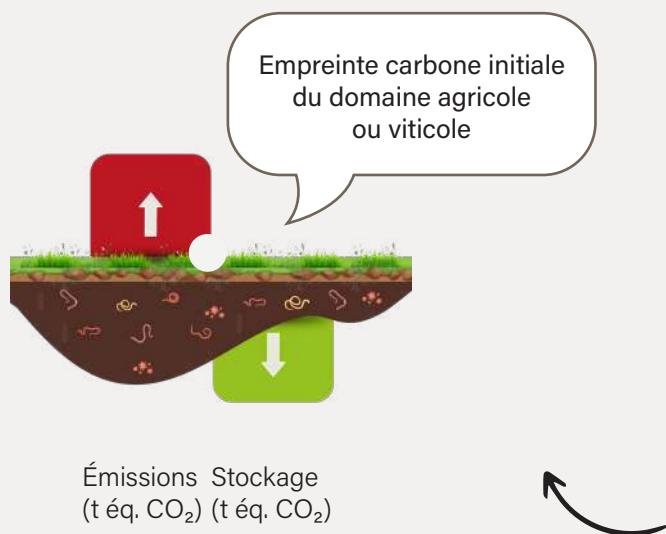 Empreinte carbone initiale
du domaine agricole
ou viticole
Émissions Stockage
(t éq. CO₂) (t éq. CO₂)